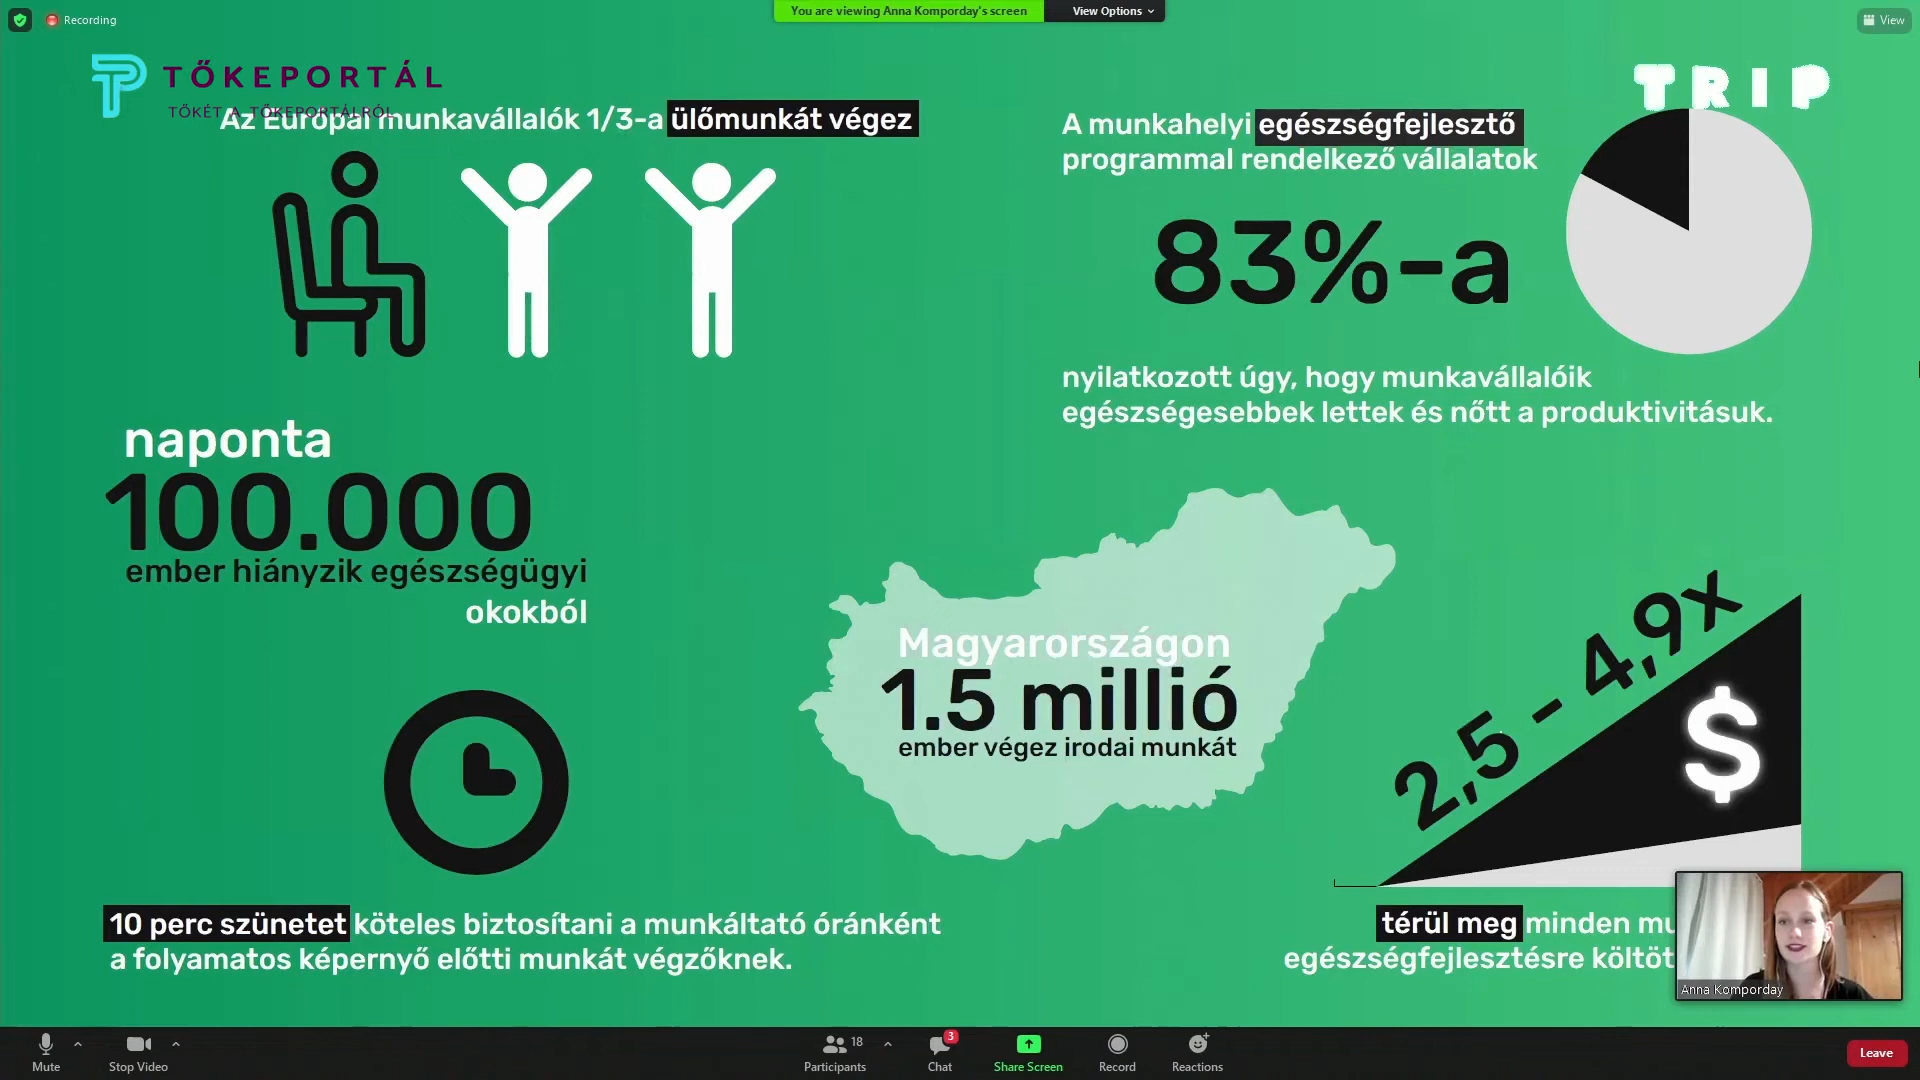 Recording
You are viewing Anna Komporday's screen
View Options
View
TŐKEPORTÁL
TŐKÉT A TŐKEPORTÁLRÓL
TRIP
Az Európai munkavállalók 1/3-a ülőmunkát végez
A munkahelyi egészségfejlesztő
programmal rendelkező vállalatok
83%-a
nyilatkozott úgy, hogy munkavállalóik
egészségesebbek lettek és nőtt a produktivitásuk.
naponta
100.000
ember hiányzik egészségügyi
okokból
Magyarországon
1.5 millió
ember végez irodai munkát
2,5 - 4,9x
$
10 perc szünetet köteles biztosítani a munkáltató óránként
a folyamatos képernyő előtti munkát végzőknek.
térül meg minden
egészségfejlesztésre
Anna Komporday
Mute
Stop Video
Participants
18
Chat
3
Share Screen
Record
Reactions
Leave